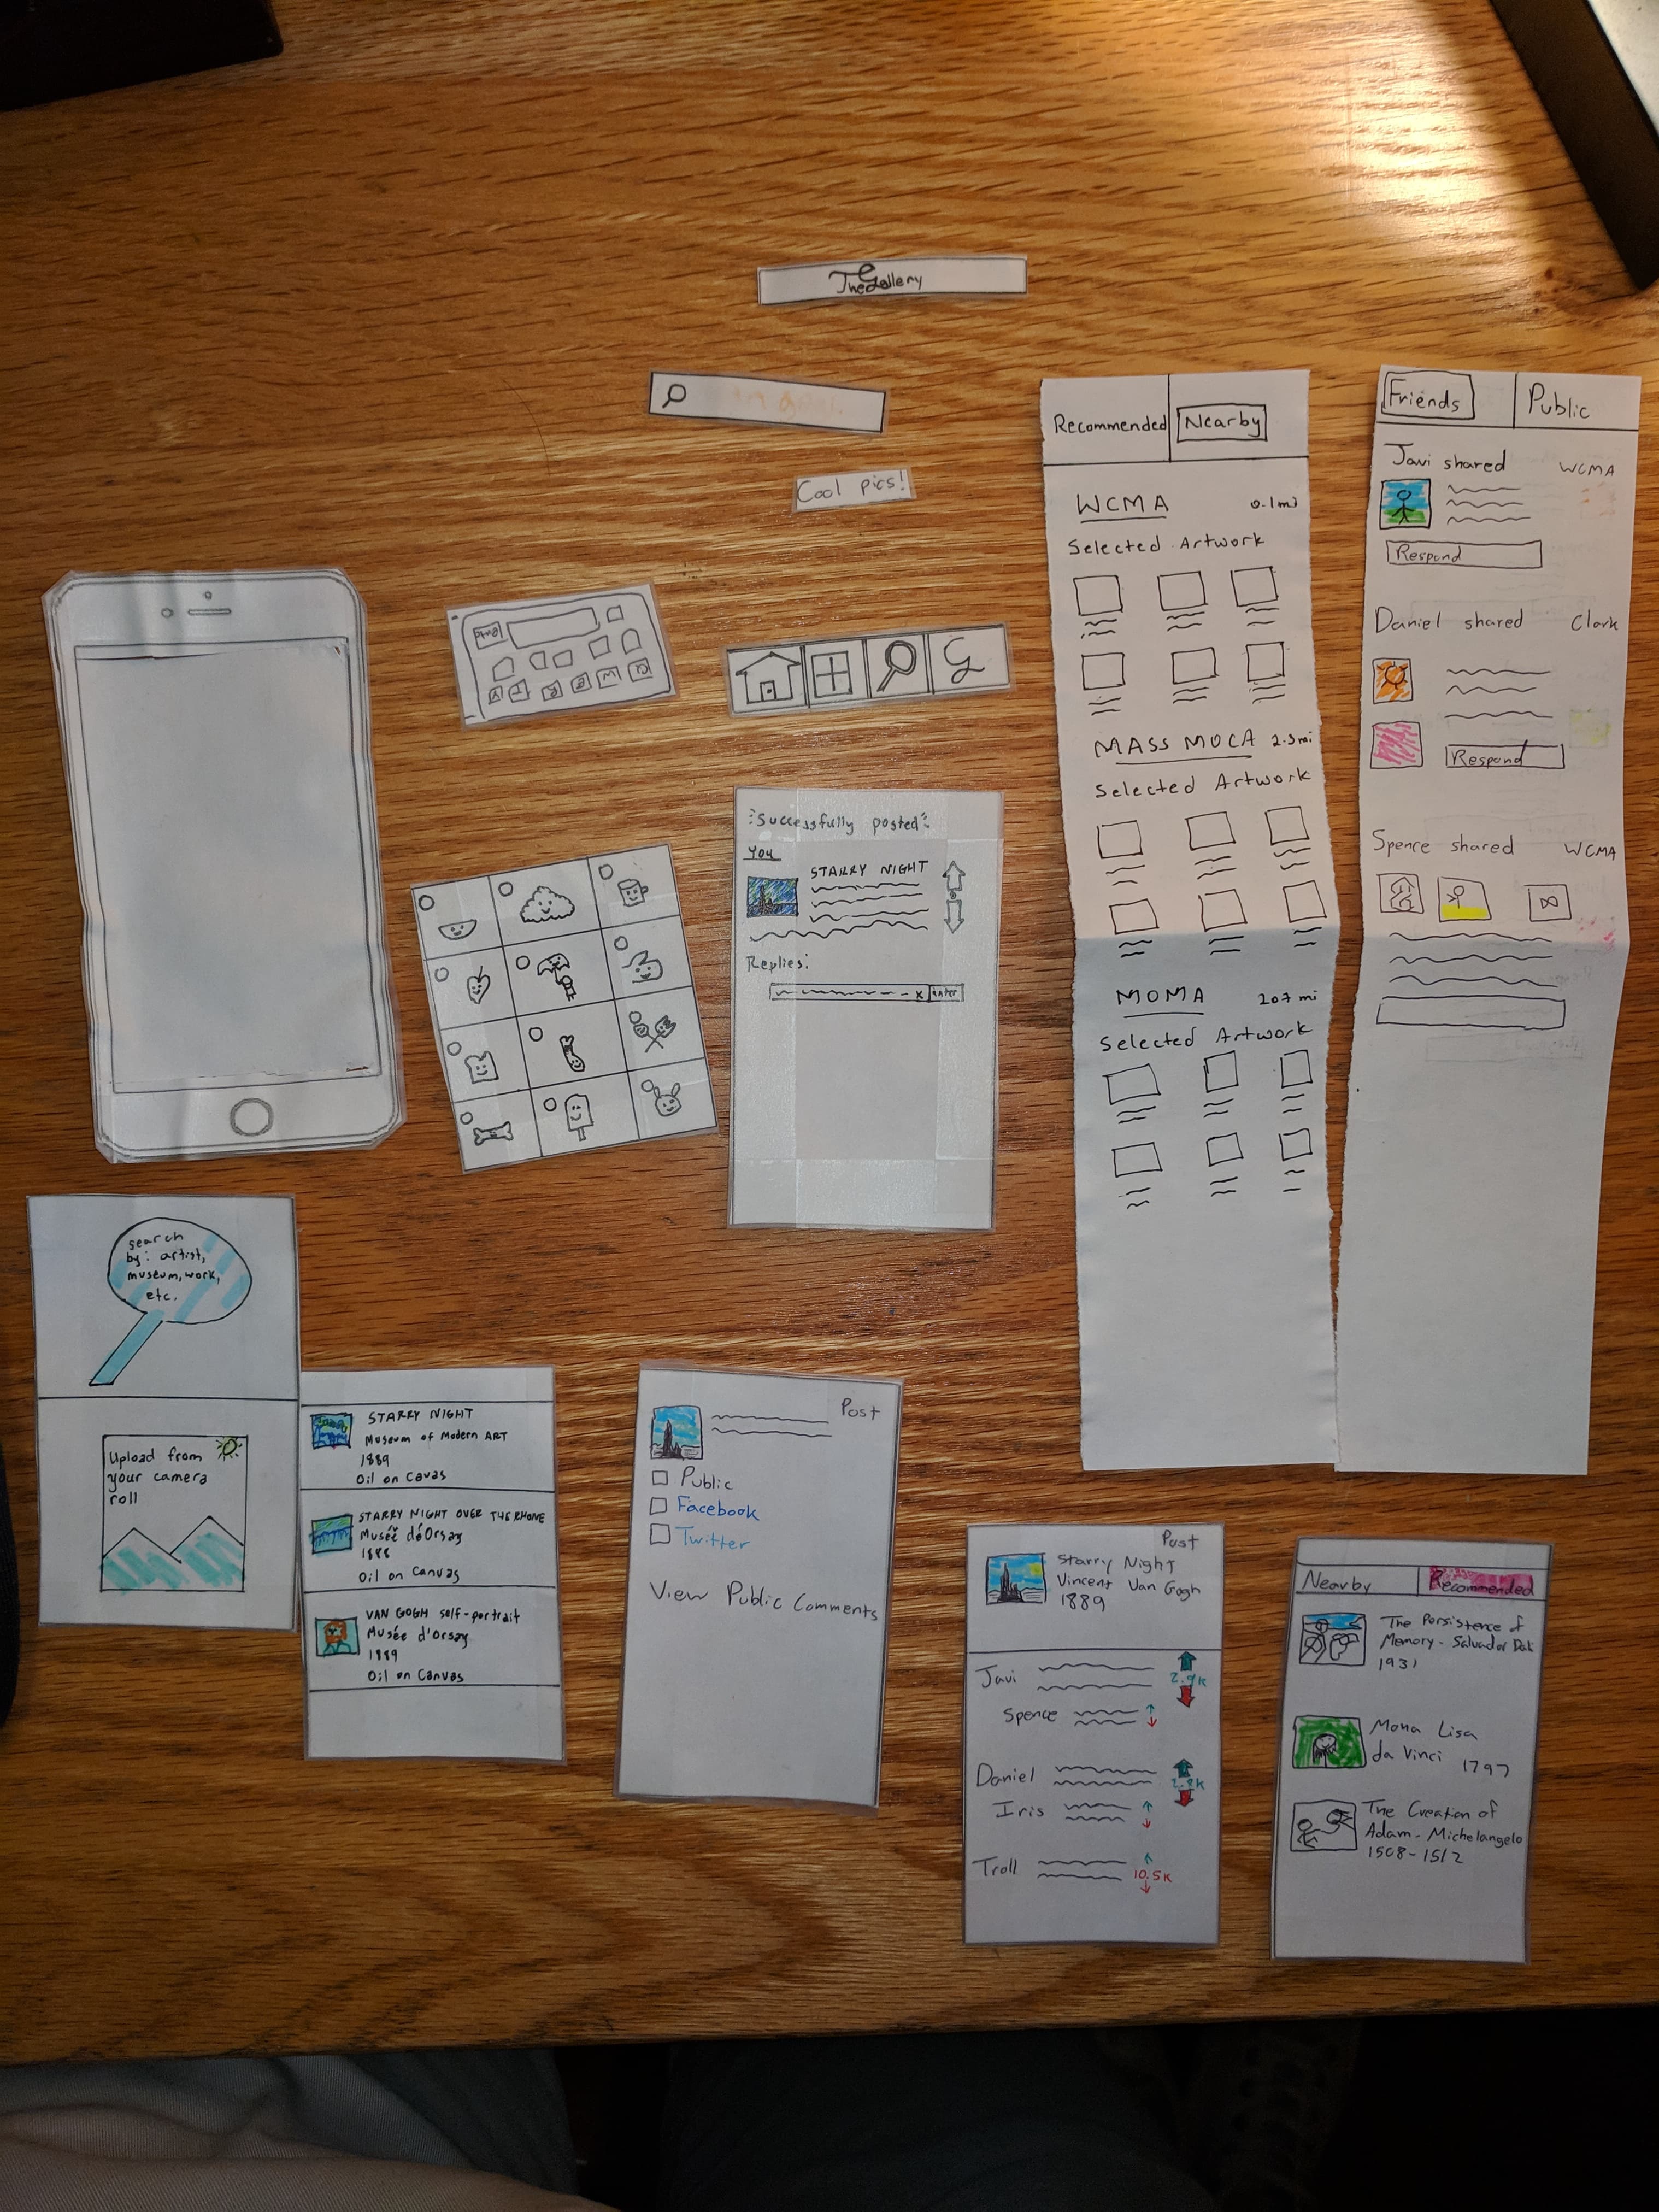 The Gallery
Cool pics!
Recommended
Nearby
WCMA 0.1mi
Selected Artwork
MASS MOCA 2.3mi
Selected Artwork
MOMA 207 mi
Selected Artwork
Friends
Public
Javi shared WCMA
Respond
Daniel shared Clark
Respond
Spence shared WCMA
Successfully posted
You
STARRY NIGHT
Replies:
x enter
search
by: artist,
museum, work,
etc.
Upload from
your camera
roll
STARRY NIGHT
Museum of Modern ART
1889
Oil on Cavas
STARRY NIGHT OVER THE RHONE
Museé d'Orsay
1888
Oil on Canvas
VAN GOGH self-portrait
Musée d'Orsay
1889
Oil on Canvas
Post
Public
Facebook
Twitter
View Public Comments
Post
Starry Night
Vincent Van Gogh
1889
Javi 2.9K
Spence
Daniel 2.8K
Iris
Troll 10.5K
Nearby
Recommended
The Persistence of
Memory - Salvador Dali
1931
Mona Lisa
da Vinci 1797
The Creation of
Adam - Michelangelo
1508-1512